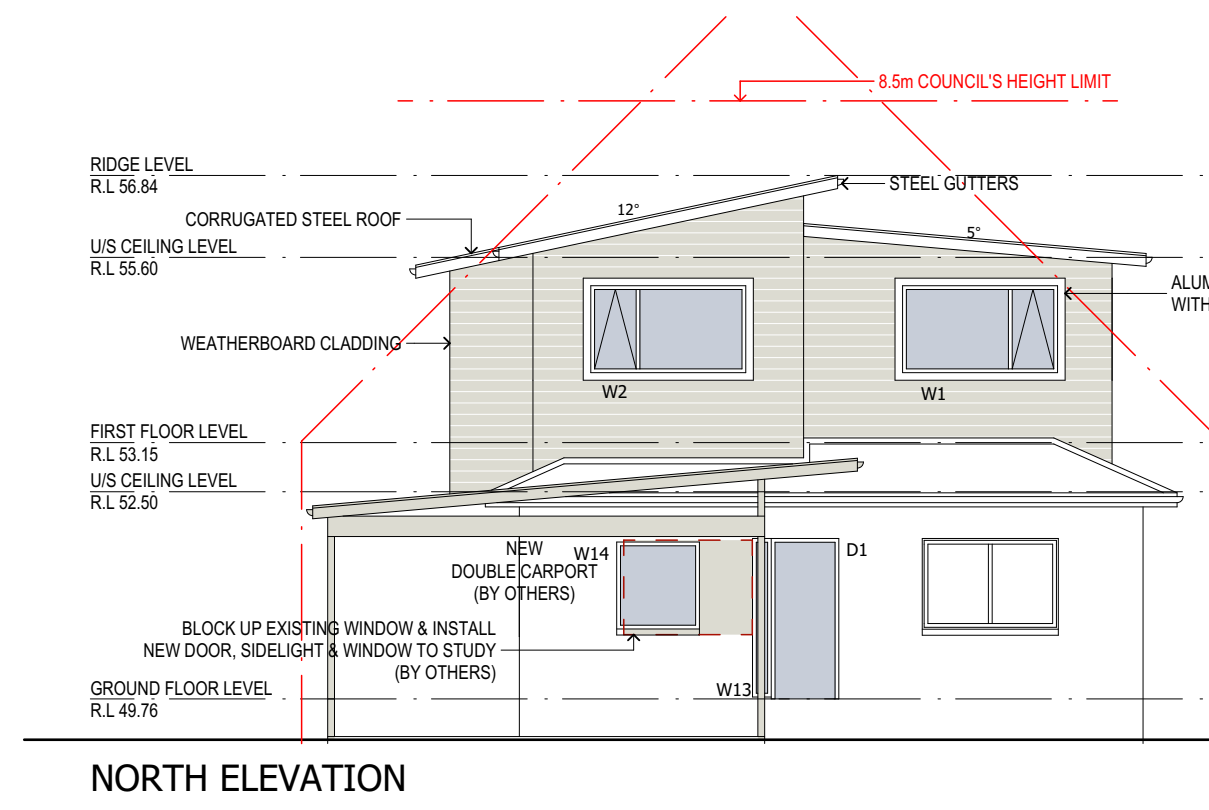 8.5m COUNCIL'S HEIGHT LIMIT
RIDGE LEVEL
R.L 56.84
STEEL GUTTERS
12°
CORRUGATED STEEL ROOF
5°
U/S CEILING LEVEL
R.L 55.60
ALUM
WITH
WEATHERBOARD CLADDING
W2
W1
FIRST FLOOR LEVEL
R.L 53.15
U/S CEILING LEVEL
R.L 52.50
NEW
DOUBLE CARPORT
(BY OTHERS)
W14
D1
BLOCK UP EXISTING WINDOW & INSTALL
NEW DOOR, SIDELIGHT & WINDOW TO STUDY
(BY OTHERS)
GROUND FLOOR LEVEL
R.L 49.76
W13
NORTH ELEVATION